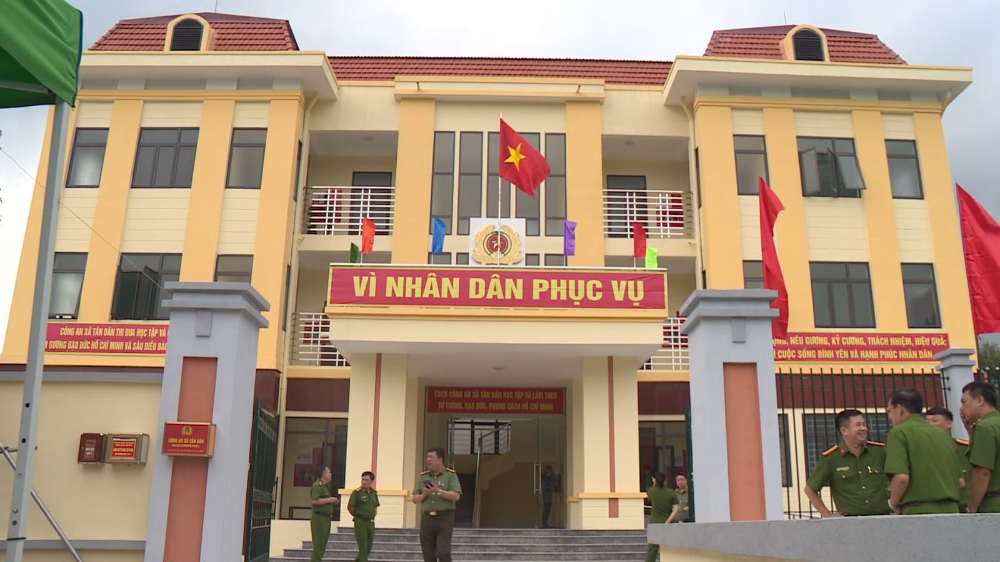 VÌ NHÂN DÂN PHỤC VỤ
CÔNG AN XÃ TÂN DÂN THI ĐUA HỌC TẬP VÀ
GƯƠNG ĐẠO ĐỨC HỒ CHÍ MINH VÀ SÁU ĐIỀU BÁC
NÊU GƯƠNG, KỶ CƯƠNG, TRÁCH NHIỆM, HIỆU QUẢ;
CUỘC SỐNG BÌNH YÊN VÀ HẠNH PHÚC NHÂN DÂN
CBCS CÔNG AN XÃ TÂN DÂN HỌC TẬP VÀ LÀM THEO
TƯ TƯỞNG, ĐẠO ĐỨC, PHONG CÁCH HỒ CHÍ MINH
CÔNG AN XÃ TÂN DÂN